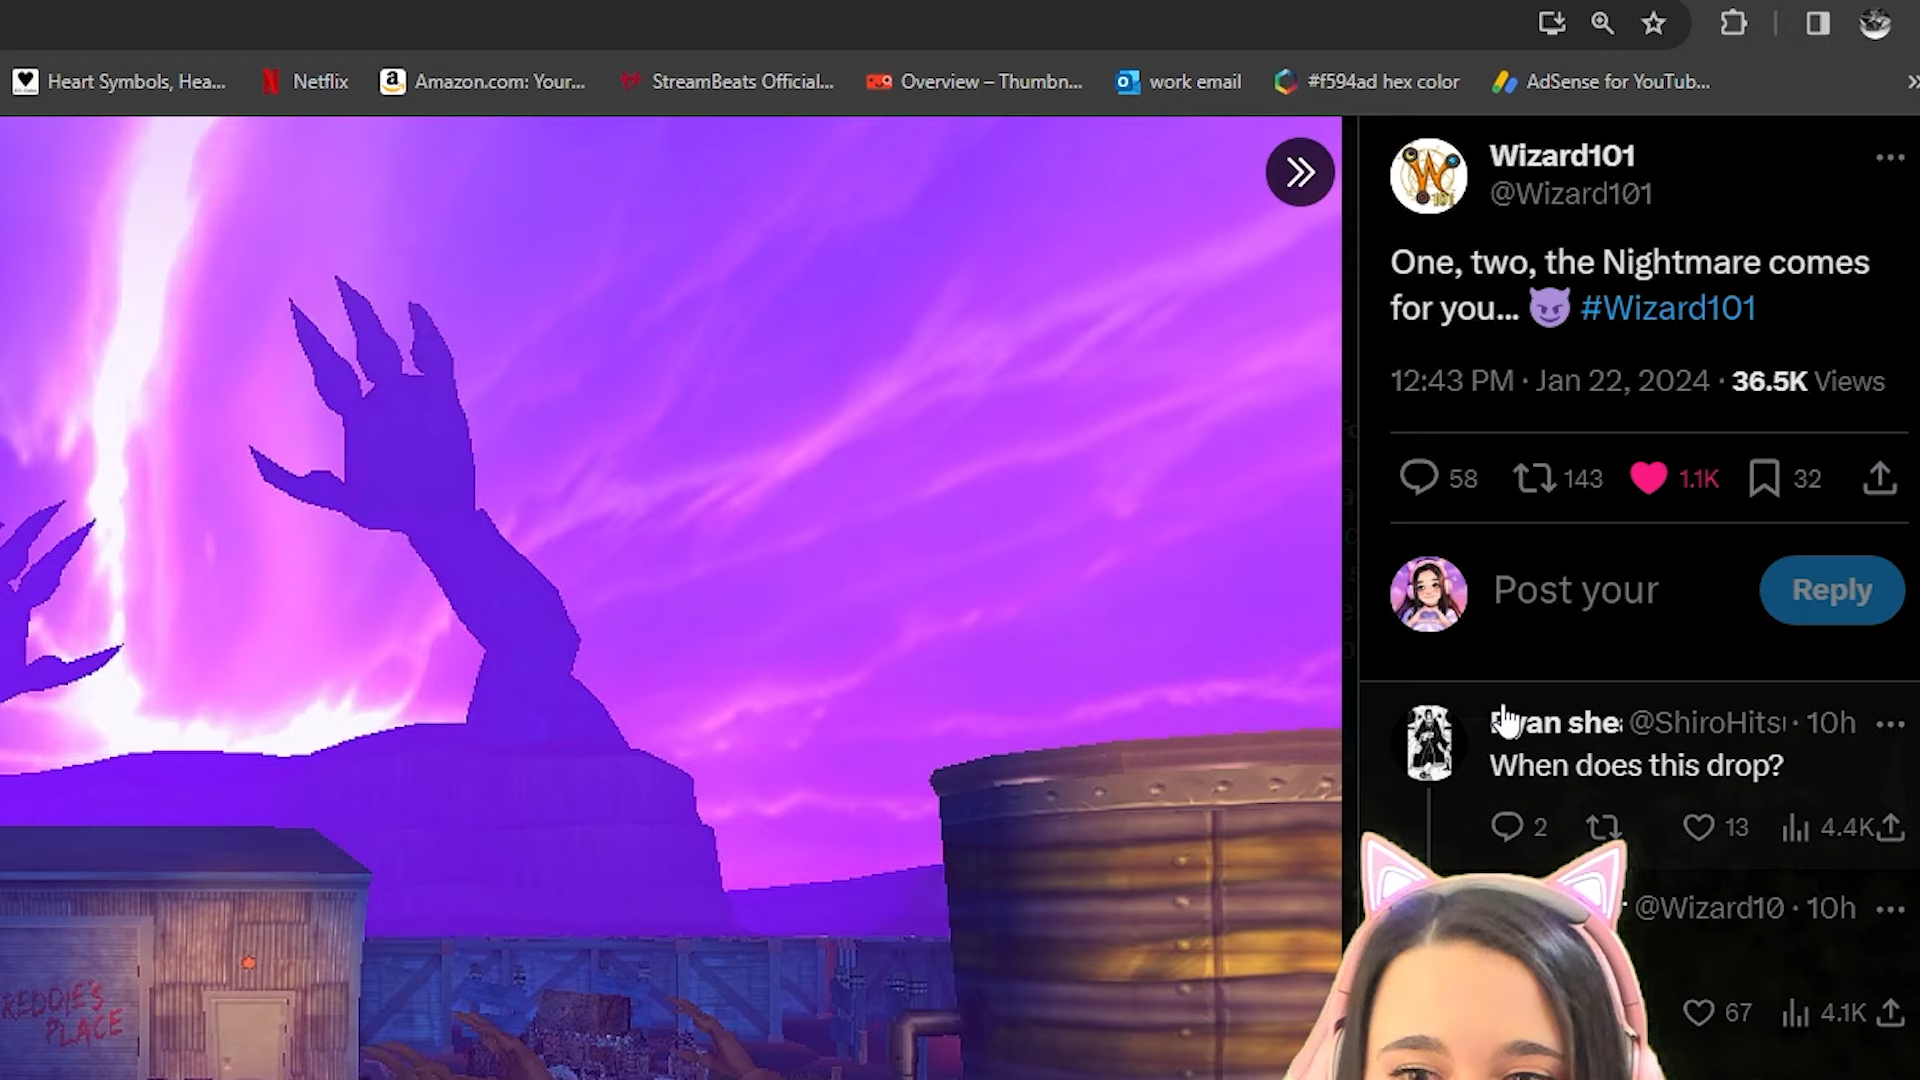 Heart Symbols, Hea...
Netflix
Amazon.com: Your...
StreamBeats Official...
Overview – Thumbn...
work email
#f594ad hex color
AdSense for YouTub...
Wizard101
@Wizard101
One, two, the Nightmare comes
for you... 😈 #Wizard101
12:43 PM · Jan 22, 2024 · 36.5K Views
58
143
1.1K
32
Post your
Reply
she @ShiroHits · 10h
When does this drop?
2
13
4.4K
@Wizard10 · 10h
67
4.1K
REDDIE'S
PLACE